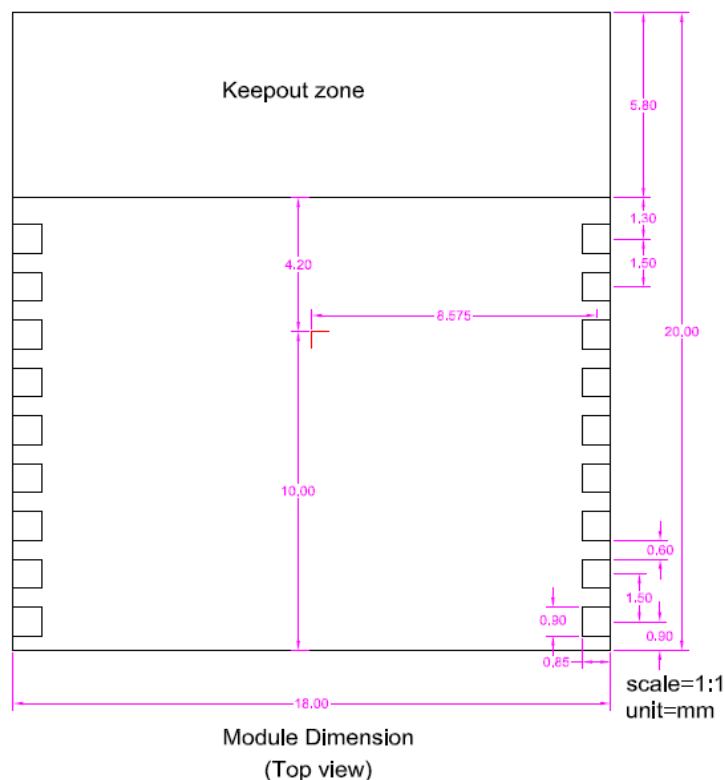 Keepout zone
5.80
1.30
4.20
1.50
8.575
20.00
10.00
0.60
1.50
0.90
0.90
0.85
scale=1:1
18.00
unit=mm
Module Dimension
(Top view)